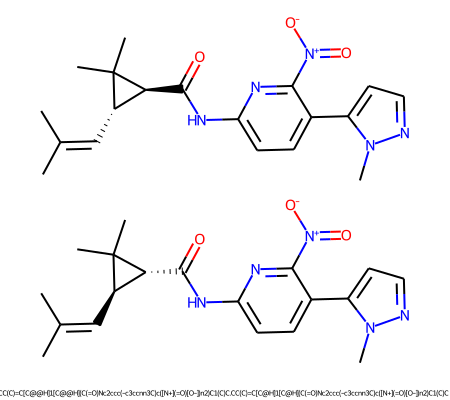 O⁻
O N⁺ O
N
HN N
N
O⁻
O N⁺ O
N
HN N
N
CC(C)=C[C@@H]1[C@@H](C(=O)Nc2ccc(-c3ccnn3C)c([N+](=O)[O-])n2)C1(C)C.CC(C)=C[C@H]1[C@H](C(=O)Nc2ccc(-c3ccnn3C)c([N+](=O)[O-])n2)C1(C)C